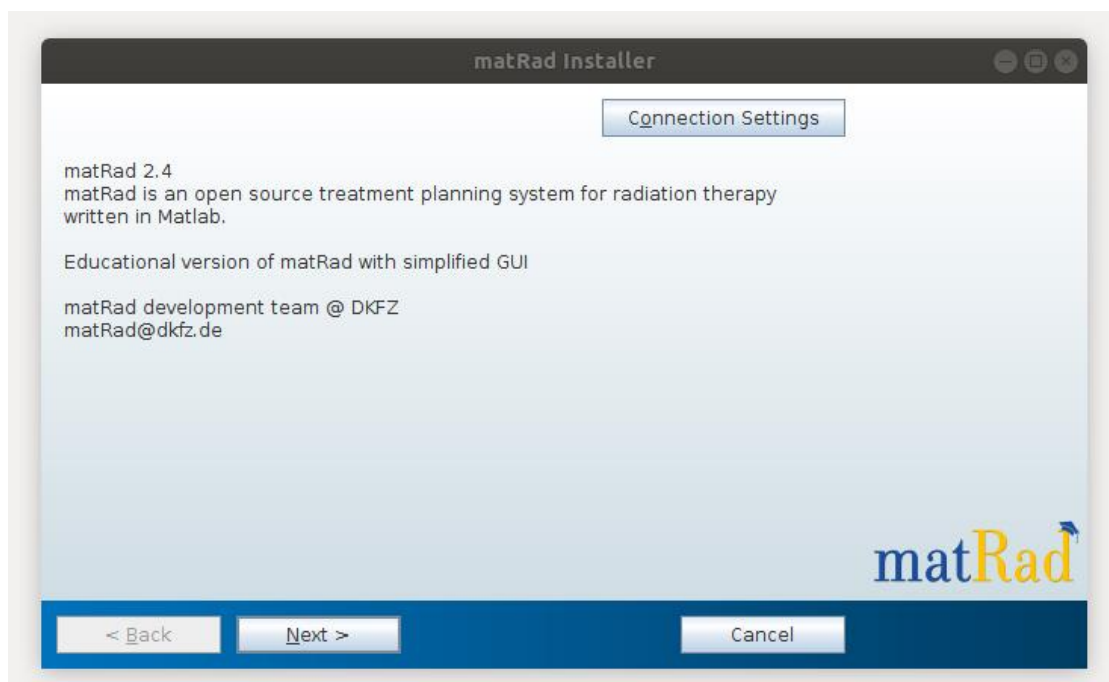 matRad Installer
Connection Settings
matRad 2.4
matRad is an open source treatment planning system for radiation therapy
written in Matlab.
Educational version of matRad with simplified GUI
matRad development team @ DKFZ
matRad@dkfz.de
matRad
< Back
Next >
Cancel